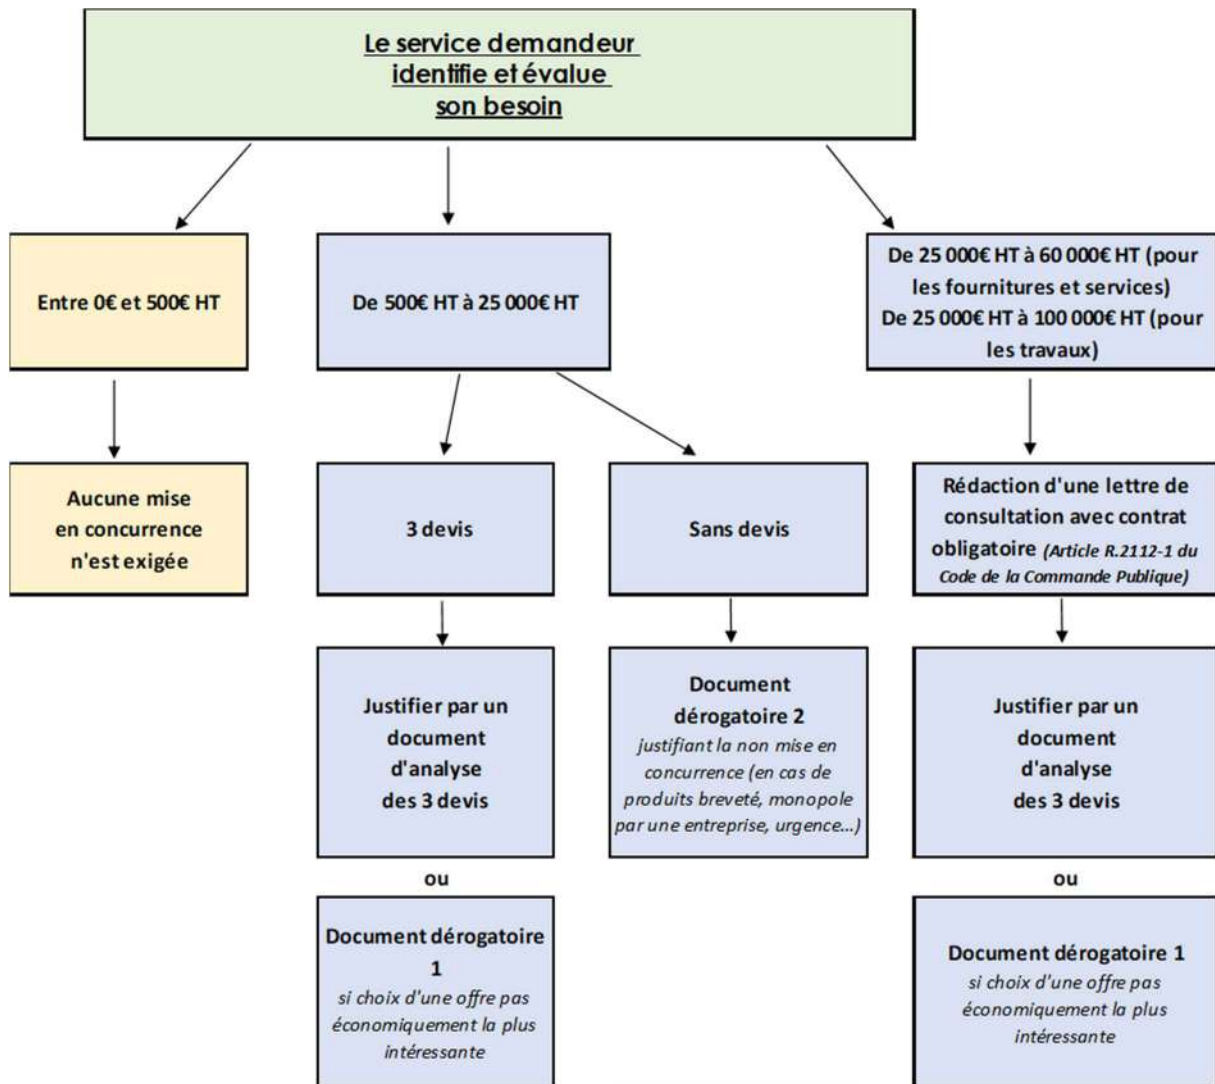 Le service demandeur
identifie et évalue
son besoin
Entre 0€ et 500€ HT
De 500€ HT à 25 000€ HT
De 25 000€ HT à 60 000€ HT (pour
les fournitures et services)
De 25 000€ HT à 100 000€ HT (pour
les travaux)
Aucune mise
en concurrence
n'est exigée
3 devis
Sans devis
Rédaction d'une lettre de
consultation avec contrat
obligatoire (Article R.2112-1 du
Code de la Commande Publique)
Justifier par un
document
d'analyse
des 3 devis
Document
dérogatoire 2
justifiant la non mise en
concurrence (en cas de
produits breveté, monopole
par une entreprise, urgence...)
Justifier par un
document
d'analyse
des 3 devis
ou
ou
Document dérogatoire
1
si choix d'une offre pas
économiquement la plus
intéressante
Document dérogatoire 1
si choix d'une offre pas
économiquement la plus
intéressante